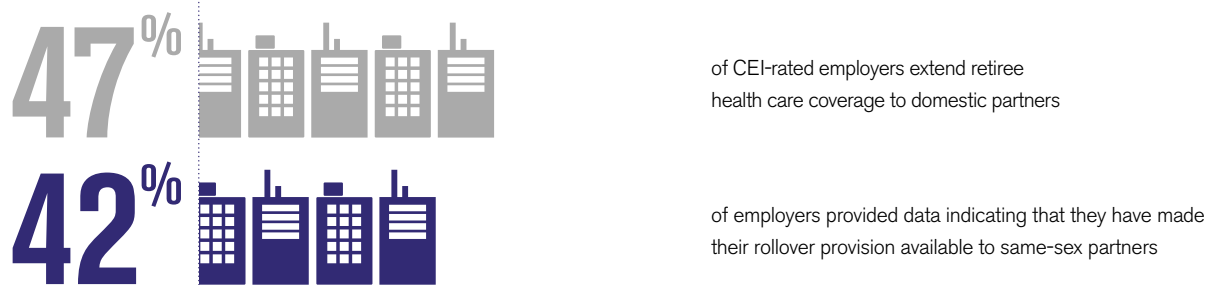 47%
of CEI-rated employers extend retiree
health care coverage to domestic partners
42%
of employers provided data indicating that they have made
their rollover provision available to same-sex partners